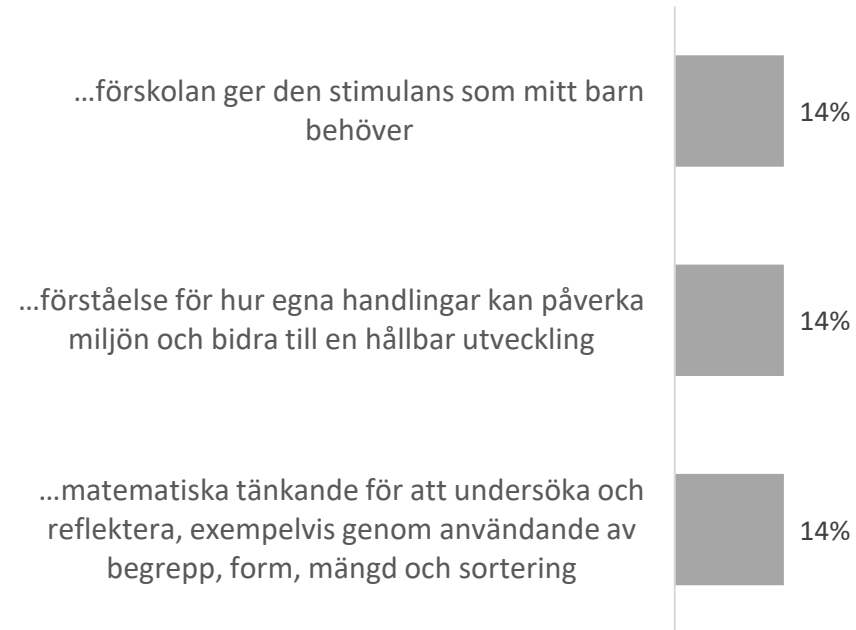 …förskolan ger den stimulans som mitt barn
behöver
14%
…förståelse för hur egna handlingar kan påverka
miljön och bidra till en hållbar utveckling
14%
…matematiska tänkande för att undersöka och
reflektera, exempelvis genom användande av
begrepp, form, mängd och sortering
14%